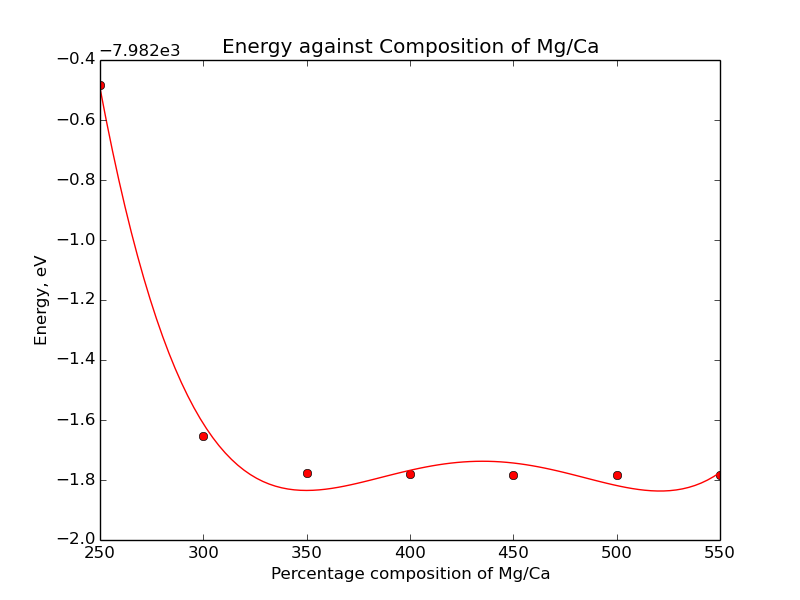 −7.982e3
Energy against Composition of Mg/Ca
−0.4
−0.6
−0.8
−1.0
−1.2
−1.4
−1.6
−1.8
−2.0
Energy, eV
250 300 350 400 450 500 550
Percentage composition of Mg/Ca